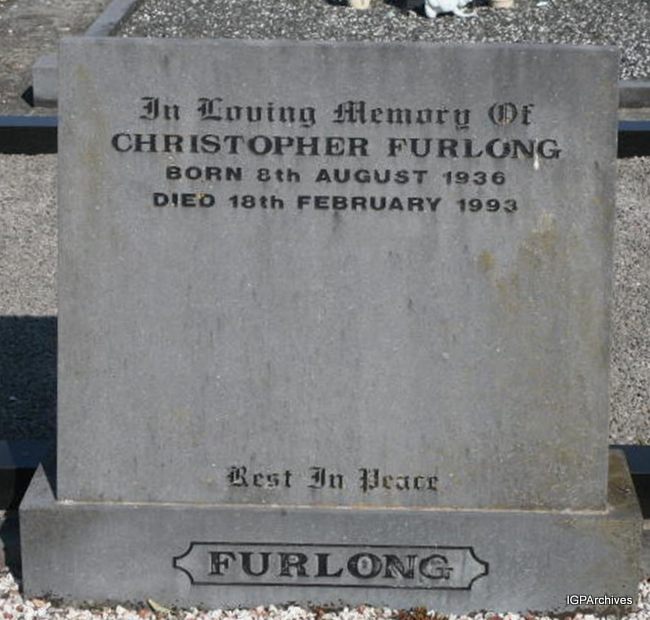 In Loving Memory Of
CHRISTOPHER FURLONG
BORN 8th AUGUST 1936
DIED 18th FEBRUARY 1993
Rest In Peace
FURLONG
IGPArchives